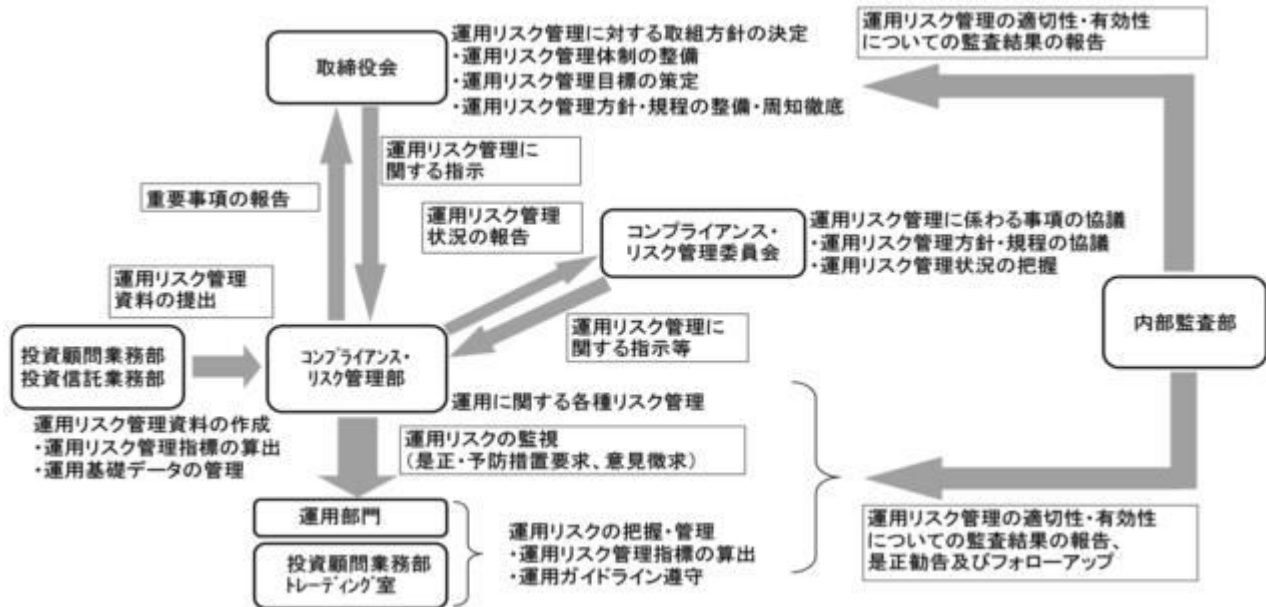 取締役会
運用リスク管理に対する取組方針の決定
・運用リスク管理体制の整備
・運用リスク管理目標の策定
・運用リスク管理方針・規程の整備・周知徹底
運用リスク管理の適切性・有効性
についての監査結果の報告
運用リスク管理に
関する指示
重要事項の報告
運用リスク管理
状況の報告
コンプライアンス・
リスク管理委員会
運用リスク管理に係わる事項の協議
・運用リスク管理方針・規程の協議
・運用リスク管理状況の把握
運用リスク管理
資料の提出
内部監査部
投資顧問業務部
投資信託業務部
コンプライアンス・
リスク管理部
運用リスク管理に
関する指示等
運用に関する各種リスク管理
運用リスク管理資料の作成
・運用リスク管理指標の算出
・運用基礎データの管理
運用リスクの監視
(是正・予防措置要求、意見徴求)
運用部門
投資顧問業務部
トレーディング室
運用リスクの把握・管理
・運用リスク管理指標の算出
・運用ガイドライン遵守
運用リスク管理の適切性・有効性
についての監査結果の報告、
是正勧告及びフォローアップ